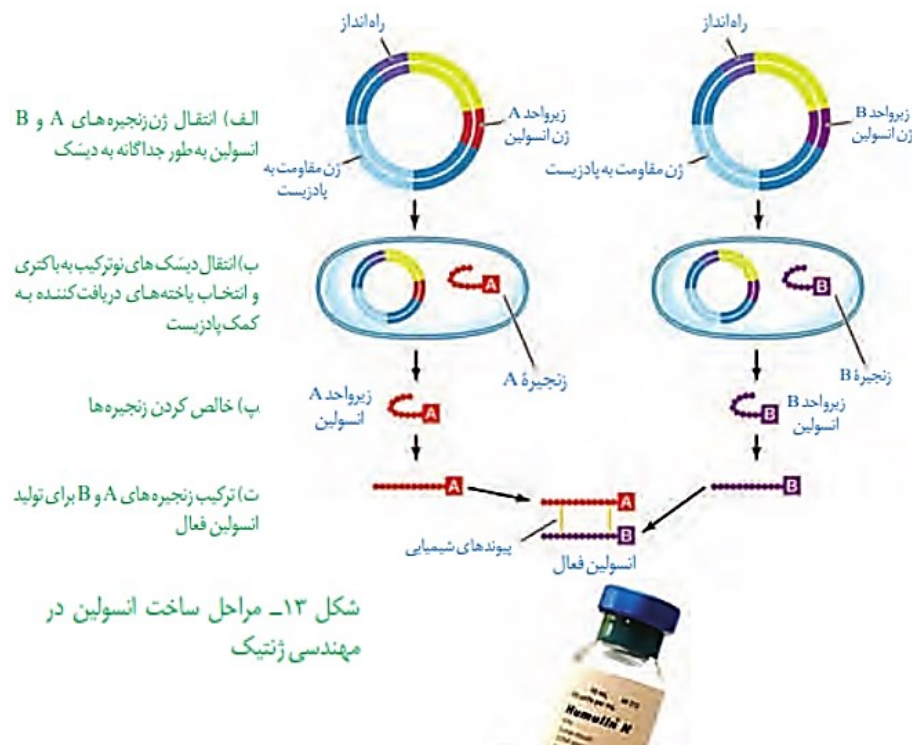 راه‌انداز
راه‌انداز
الف) انتقال ژن زنجیره‌های A و B
انسولین به طور جداگانه به دیسک
زیرواحد A
ژن انسولین
زیرواحد B
ژن انسولین
ژن مقاومت به
پادزیست
ژن مقاومت به پادزیست
ب) انتقال دیسک‌های نوترکیب به باکتری
و انتخاب یاخته‌های دریافت‌کننده به
کمک پادزیست
A
B
زنجیرهٔ A
زنجیرهٔ B
پ) خالص کردن زنجیره‌ها
زیرواحد A
انسولین
A
B
زیرواحد B
انسولین
ت) ترکیب زنجیره‌های A و B برای تولید
انسولین فعال
A
A
B
B
پیوندهای شیمیایی
انسولین فعال
شکل ۱۳ـ مراحل ساخت انسولین در
مهندسی ژنتیک
Humulin N